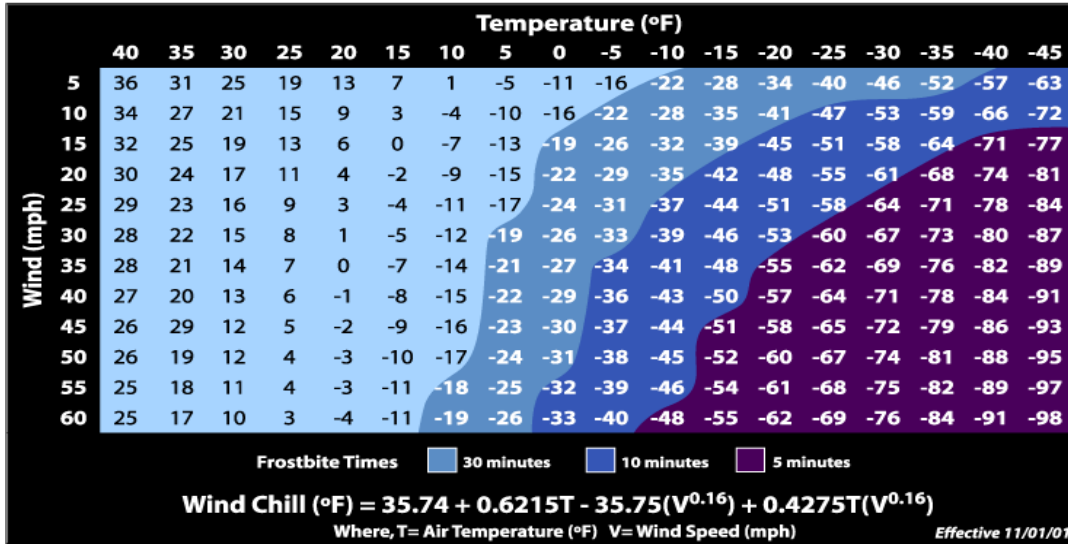 Temperature (ºF)
40 35 30 25 20 15 10 5 0 -5 -10 -15 -20 -25 -30 -35 -40 -45
Wind (mph)
5 36 31 25 19 13 7 1 -5 -11 -16 -22 -28 -34 -40 -46 -52 -57 -63
10 34 27 21 15 9 3 -4 -10 -16 -22 -28 -35 -41 -47 -53 -59 -66 -72
15 32 25 19 13 6 0 -7 -13 -19 -26 -32 -39 -45 -51 -58 -64 -71 -77
20 30 24 17 11 4 -2 -9 -15 -22 -29 -35 -42 -48 -55 -61 -68 -74 -81
25 29 23 16 9 3 -4 -11 -17 -24 -31 -37 -44 -51 -58 -64 -71 -78 -84
30 28 22 15 8 1 -5 -12 -19 -26 -33 -39 -46 -53 -60 -67 -73 -80 -87
35 28 21 14 7 0 -7 -14 -21 -27 -34 -41 -48 -55 -62 -69 -76 -82 -89
40 27 20 13 6 -1 -8 -15 -22 -29 -36 -43 -50 -57 -64 -71 -78 -84 -91
45 26 29 12 5 -2 -9 -16 -23 -30 -37 -44 -51 -58 -65 -72 -79 -86 -93
50 26 19 12 4 -3 -10 -17 -24 -31 -38 -45 -52 -60 -67 -74 -81 -88 -95
55 25 18 11 4 -3 -11 -18 -25 -32 -39 -46 -54 -61 -68 -75 -82 -89 -97
60 25 17 10 3 -4 -11 -19 -26 -33 -40 -48 -55 -62 -69 -76 -84 -91 -98
Frostbite Times 30 minutes 10 minutes 5 minutes
Wind Chill (ºF) = 35.74 + 0.6215T - 35.75(V⁰·¹⁶) + 0.4275T(V⁰·¹⁶)
Where, T= Air Temperature (ºF) V= Wind Speed (mph) Effective 11/01/01